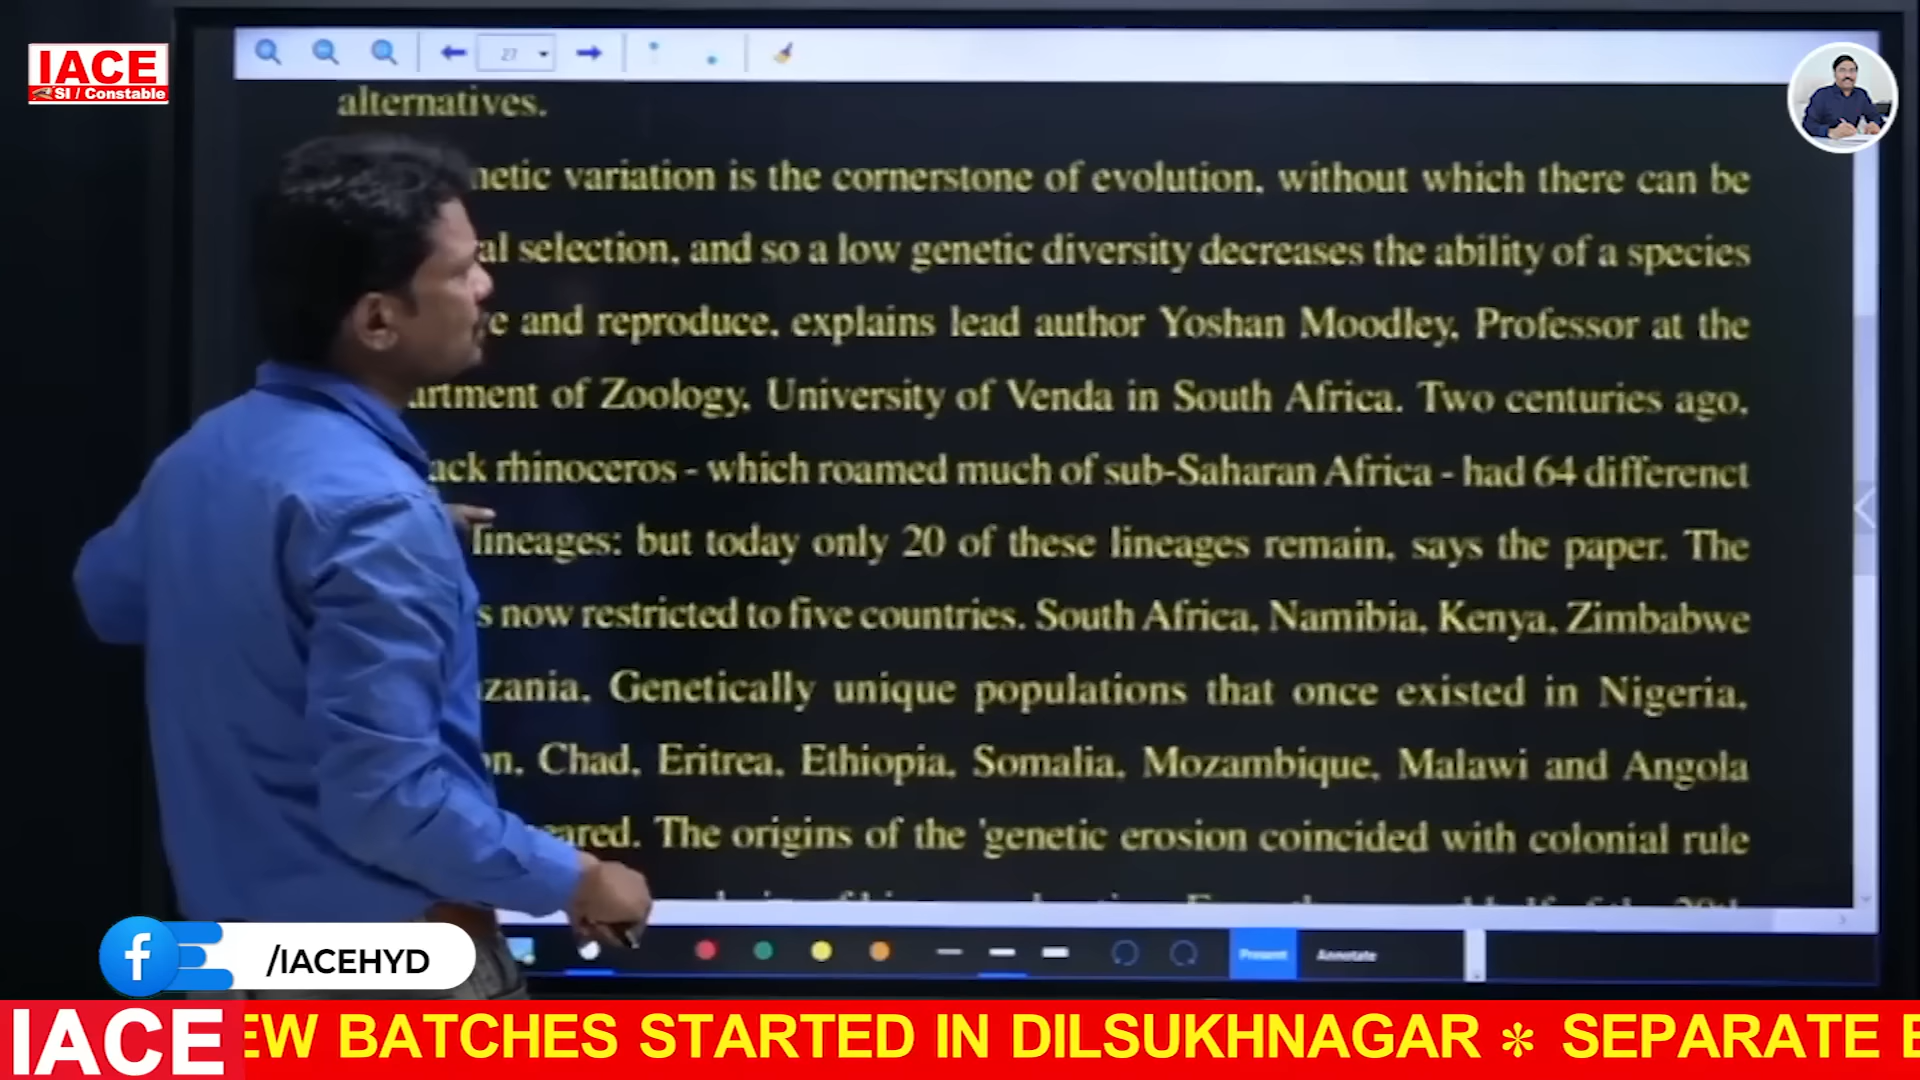 IACE
SI / Constable
27
alternatives.
netic variation is the cornerstone of evolution, without which there can be
al selection, and so a low genetic diversity decreases the ability of a species
e and reproduce, explains lead author Yoshan Moodley, Professor at the
artment of Zoology, University of Venda in South Africa. Two centuries ago,
ack rhinoceros - which roamed much of sub-Saharan Africa - had 64 differenct
lineages: but today only 20 of these lineages remain, says the paper. The
s now restricted to five countries. South Africa, Namibia, Kenya, Zimbabwe
zania. Genetically unique populations that once existed in Nigeria,
on, Chad, Eritrea, Ethiopia, Somalia, Mozambique, Malawi and Angola
eared. The origins of the 'genetic erosion coincided with colonial rule
Present Annotate
f /IACEHYD
IACE EW BATCHES STARTED IN DILSUKHNAGAR * SEPARATE B